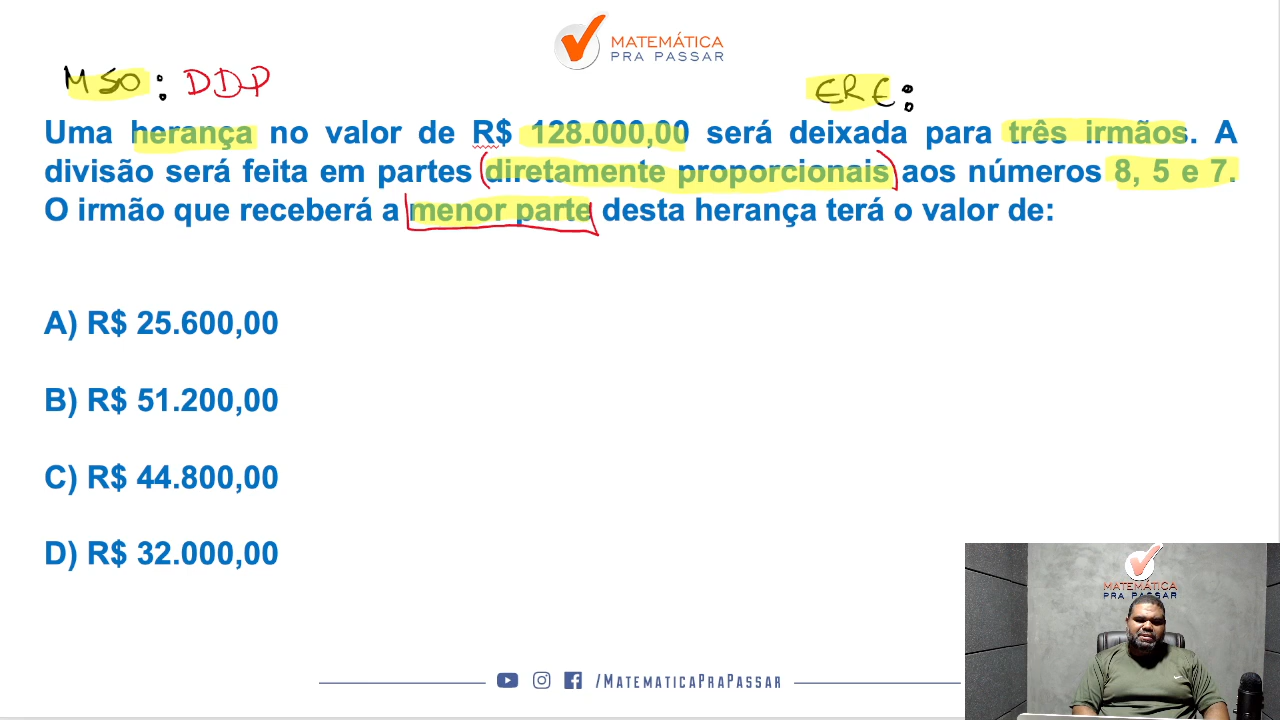 MATEMÁTICA
PRA PASSAR
MSO: DDP
ERE:
Uma herança no valor de R$ 128.000,00 será deixada para três irmãos. A
divisão será feita em partes (diretamente proporcionais) aos números 8, 5 e 7.
O irmão que receberá a menor parte desta herança terá o valor de:
A) R$ 25.600,00
B) R$ 51.200,00
C) R$ 44.800,00
D) R$ 32.000,00
MATEMÁTICA
PRA PASSAR
/MATEMATICAPRAPASSAR